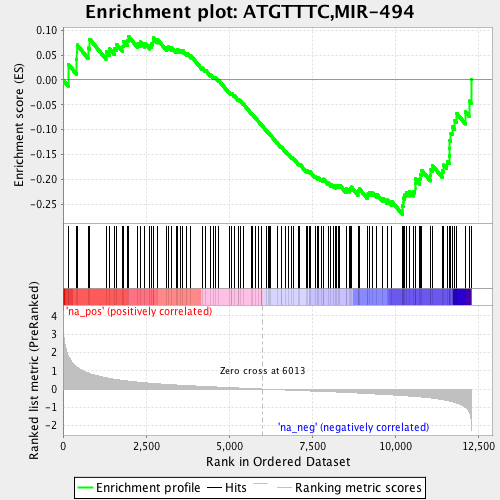 Enrichment plot: ATGTTTC,MIR-494
Enrichment score (ES)
0.10
0.05
0.00
-0.05
-0.10
-0.15
-0.20
-0.25
'na_pos' (positively correlated)
Ranked list metric (PreRanked)
4
3
2
1
0
-1
-2
Zero cross at 6013
'na_neg' (negatively correlated)
0
2,500
5,000
7,500
10,000
12,500
Rank in Ordered Dataset
Enrichment profile
Hits
Ranking metric scores